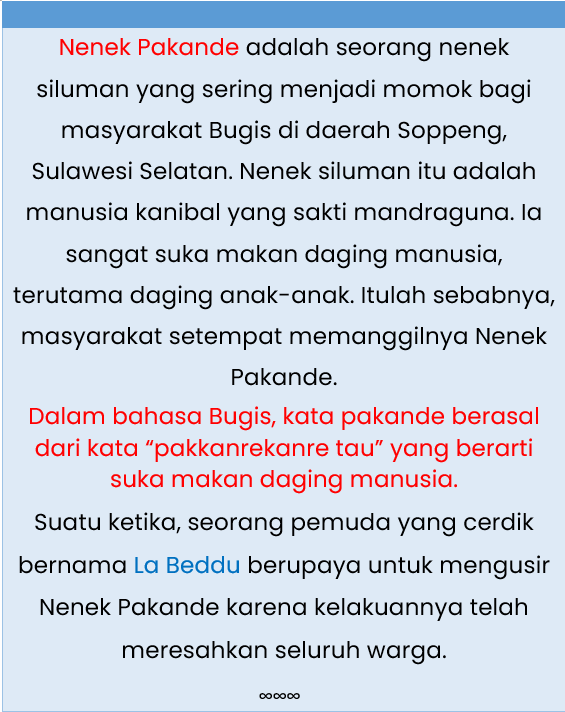 Nenek Pakande adalah seorang nenek
siluman yang sering menjadi momok bagi
masyarakat Bugis di daerah Soppeng,
Sulawesi Selatan. Nenek siluman itu adalah
manusia kanibal yang sakti mandraguna. Ia
sangat suka makan daging manusia,
terutama daging anak-anak. Itulah sebabnya,
masyarakat setempat memanggilnya Nenek
Pakande.
Dalam bahasa Bugis, kata pakande berasal
dari kata “pakkanrekanre tau” yang berarti
suka makan daging manusia.
Suatu ketika, seorang pemuda yang cerdik
bernama La Beddu berupaya untuk mengusir
Nenek Pakande karena kelakuannya telah
meresahkan seluruh warga.
∞∞∞